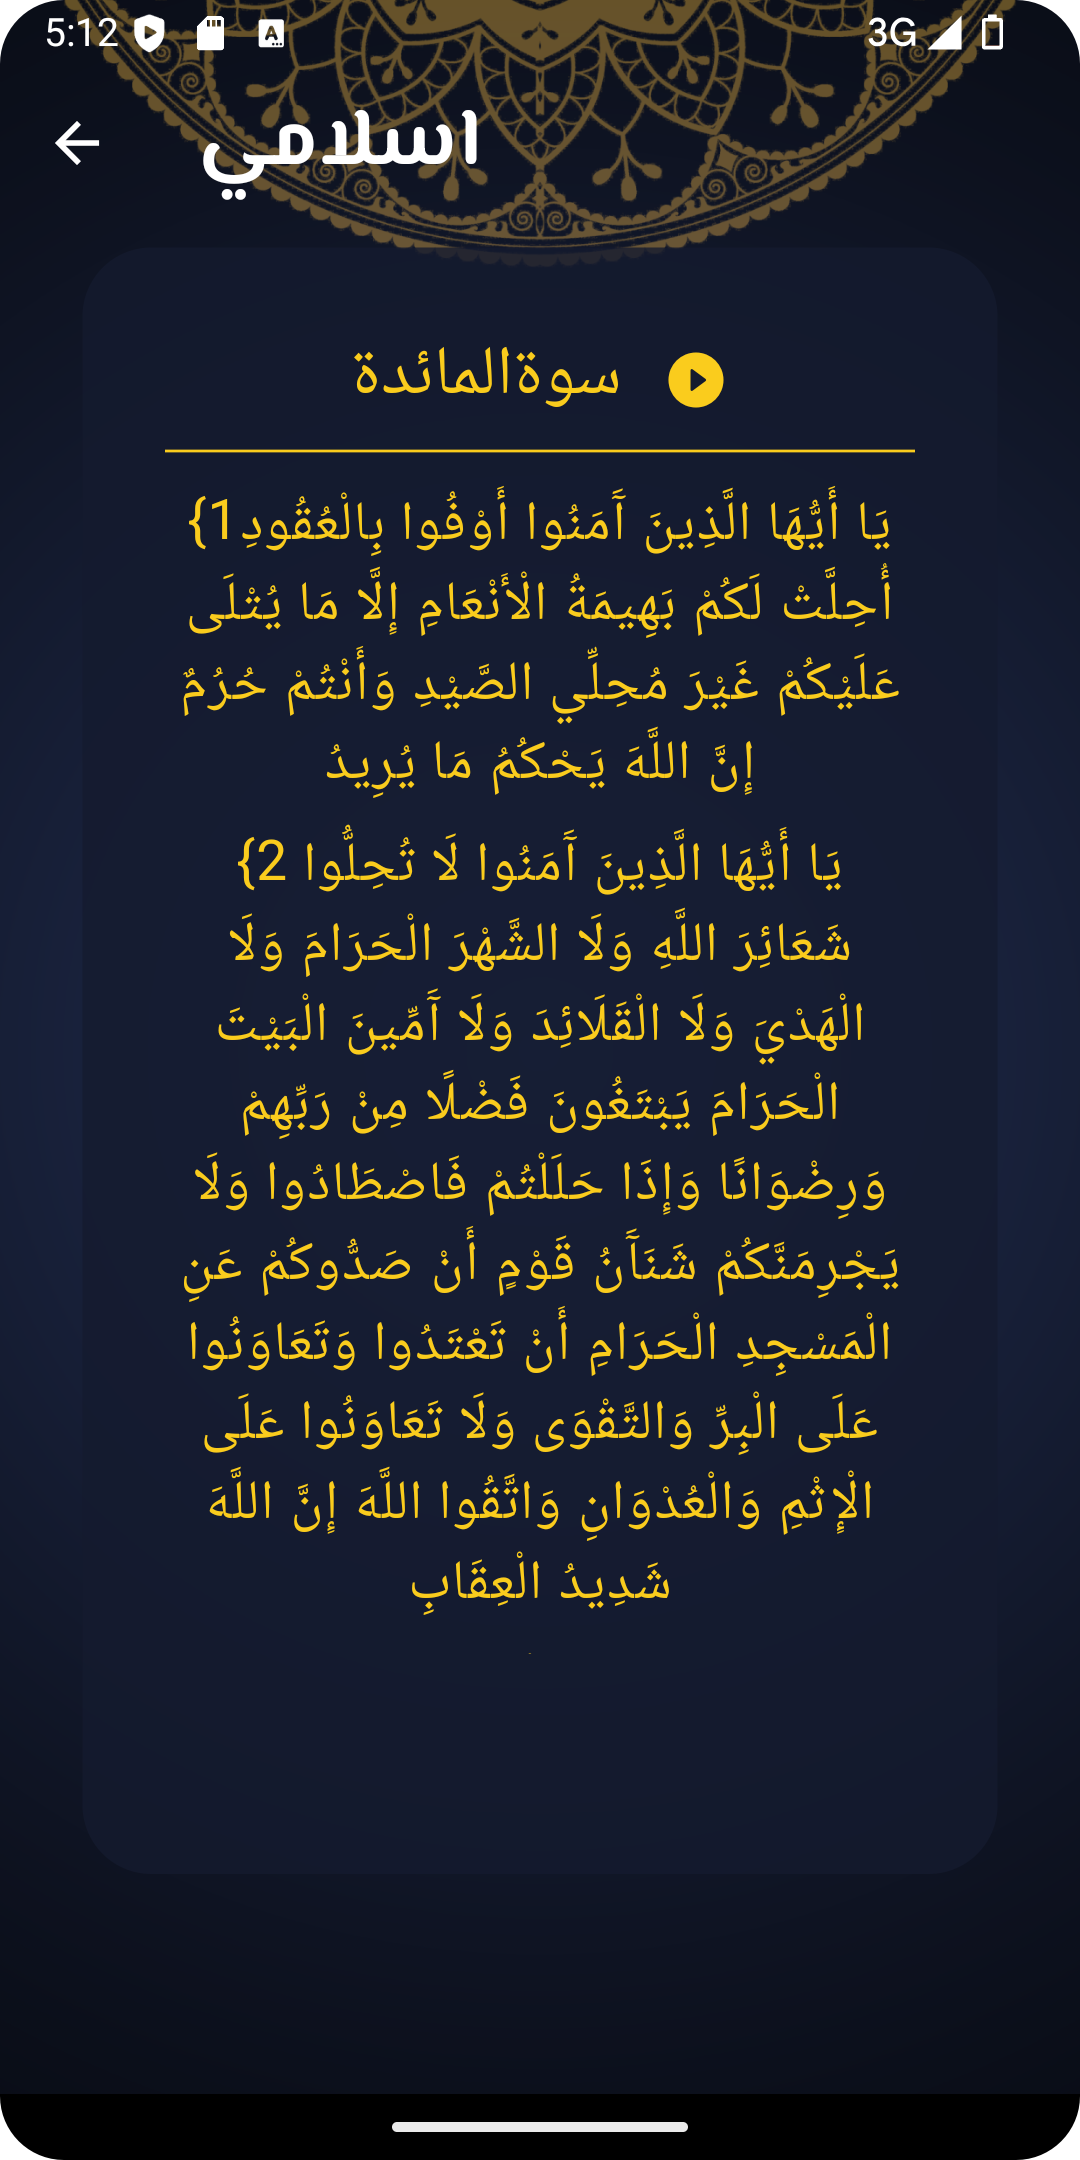 5:12
3G
اسلامي
سوةالمائدة
يَا أَيُّهَا الَّذِينَ آَمَنُوا أَوْفُوا بِالْعُقُودِ1}
أُحِلَّتْ لَكُمْ بَهِيمَةُ الْأَنْعَامِ إِلَّا مَا يُتْلَى
عَلَيْكُمْ غَيْرَ مُحِلِّي الصَّيْدِ وَأَنْتُمْ حُرُمٌ
إِنَّ اللَّهَ يَحْكُمُ مَا يُرِيدُ
يَا أَيُّهَا الَّذِينَ آَمَنُوا لَا تُحِلُّوا 2}
شَعَائِرَ اللَّهِ وَلَا الشَّهْرَ الْحَرَامَ وَلَا
الْهَدْيَ وَلَا الْقَلَائِدَ وَلَا آَمِّينَ الْبَيْتَ
الْحَرَامَ يَبْتَغُونَ فَضْلًا مِنْ رَبِّهِمْ
وَرِضْوَانًا وَإِذَا حَلَلْتُمْ فَاصْطَادُوا وَلَا
يَجْرِمَنَّكُمْ شَنَآَنُ قَوْمٍ أَنْ صَدُّوكُمْ عَنِ
الْمَسْجِدِ الْحَرَامِ أَنْ تَعْتَدُوا وَتَعَاوَنُوا
عَلَى الْبِرِّ وَالتَّقْوَى وَلَا تَعَاوَنُوا عَلَى
الْإِثْمِ وَالْعُدْوَانِ وَاتَّقُوا اللَّهَ إِنَّ اللَّهَ
شَدِيدُ الْعِقَابِ